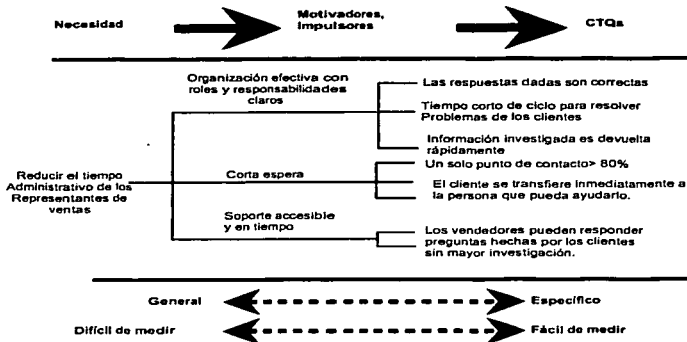 Necesidad
Motivadores,
Impulsores
CTQs
Organización efectiva con
roles y responsabilidades
claros
Las respuestas dadas son correctas
Tiempo corto de ciclo para resolver
Problemas de los clientes
Información investigada es devuelta
rápidamente
Reducir el tiempo
Administrativo de los
Representantes de
ventas
Corta espera
Un solo punto de contacto> 80%
El cliente se transfiere inmediatamente a
la persona que pueda ayudarlo.
Soporte accesible
y en tiempo
Los vendedores pueden responder
preguntas hechas por los clientes
sin mayor investigación.
General
Específico
Difícil de medir
Fácil de medir